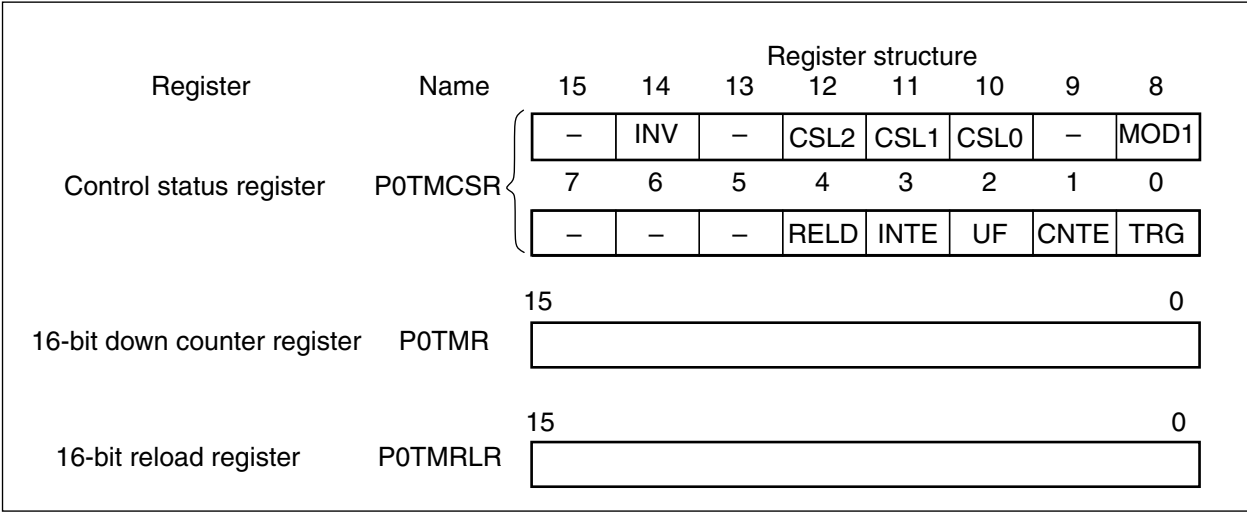 Register structure
Register Name 15 14 13 12 11 10 9 8
– INV – CSL2 CSL1 CSL0 – MOD1
Control status register P0TMCSR 7 6 5 4 3 2 1 0
– – – RELD INTE UF CNTE TRG
15 0
16-bit down counter register P0TMR
15 0
16-bit reload register P0TMRLR